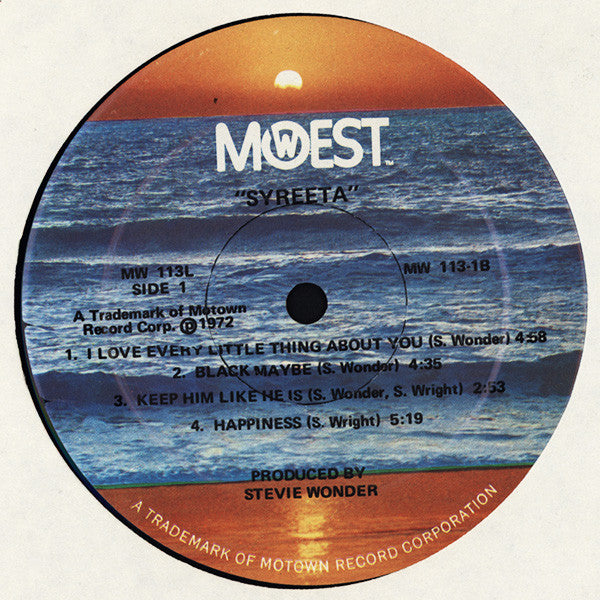 MOWEST™
"SYREETA"
MW 113L
SIDE 1
MW 113-1B
A Trademark of Motown
Record Corp. ℗1972
1. I LOVE EVERY LITTLE THING ABOUT YOU (S. Wonder) 4:58
2. BLACK MAYBE (S. Wonder) 4:35
3. KEEP HIM LIKE HE IS (S. Wonder, S. Wright) 2:53
4. HAPPINESS (S. Wright) 5:19
PRODUCED BY
STEVIE WONDER
A TRADEMARK OF MOTOWN RECORD CORPORATION